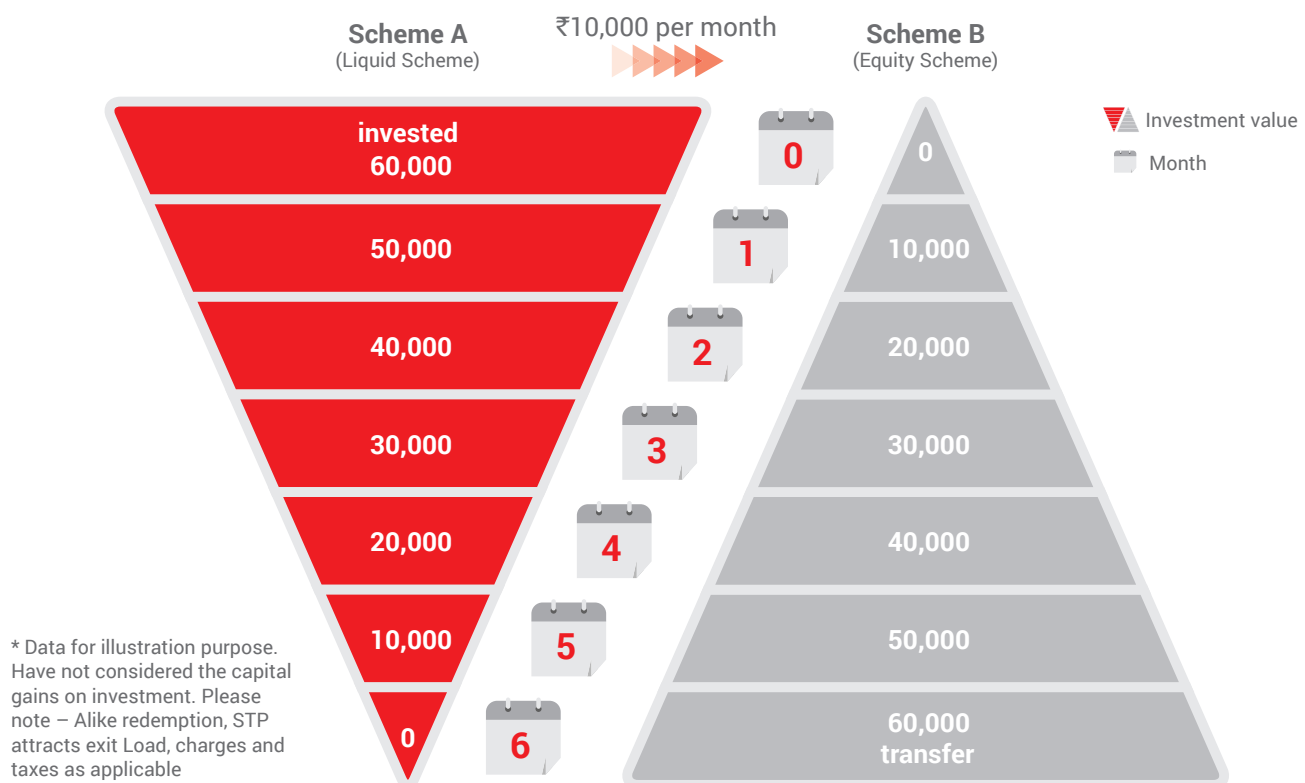 Scheme A
(Liquid Scheme)
₹10,000 per month
Scheme B
(Equity Scheme)
Investment value
Month
invested
60,000
0
0
50,000
1
10,000
40,000
2
20,000
30,000
3
30,000
20,000
4
40,000
10,000
5
50,000
0
6
60,000
transfer
* Data for illustration purpose.
Have not considered the capital
gains on investment. Please
note – Alike redemption, STP
attracts exit Load, charges and
taxes as applicable